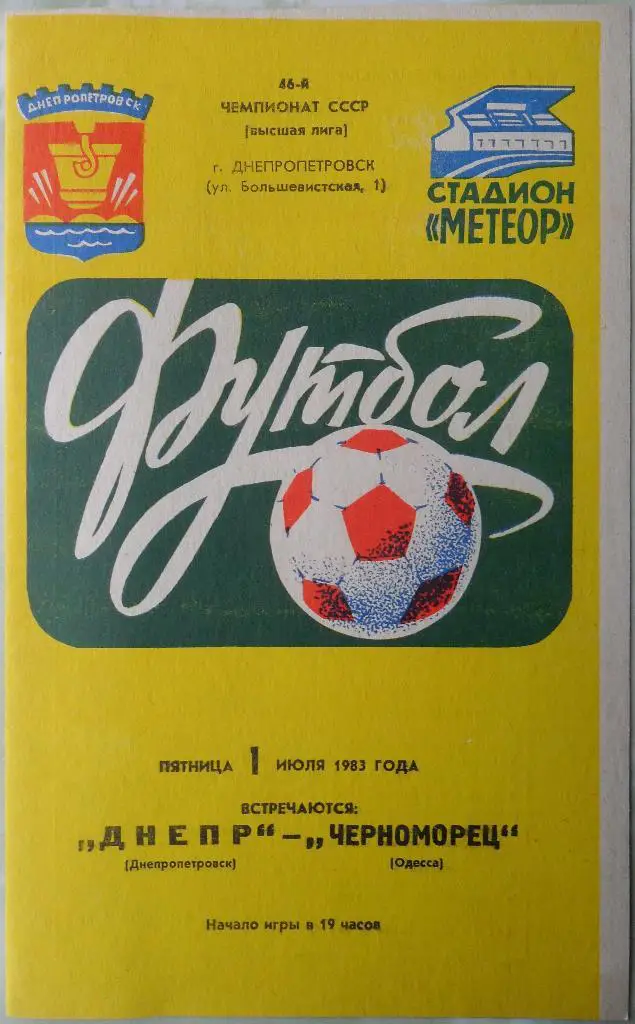 ДНЕПРОПЕТРОВСК
46-й
ЧЕМПИОНАТ СССР
[высшая лига]
г. ДНЕПРОПЕТРОВСК
(ул. Большевистская, 1)
СТАДИОН
«МЕТЕОР»
Футбол
ПЯТНИЦА 1 ИЮЛЯ 1983 ГОДА
ВСТРЕЧАЮТСЯ:
„ДНЕПР“ – „ЧЕРНОМОРЕЦ“
(Днепропетровск) (Одесса)
Начало игры в 19 часов